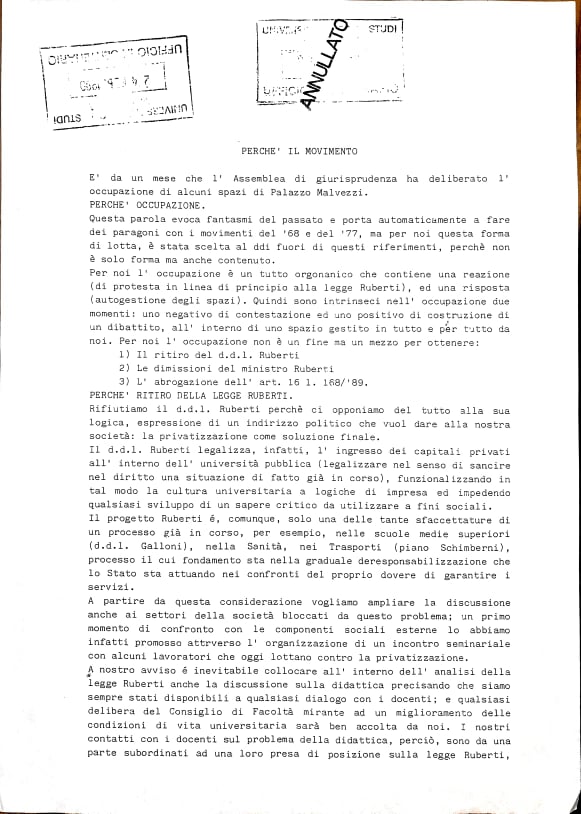 UFFICIO
STUDI
UNIVERS
STUDI
ANNULLATO
PERCHE' IL MOVIMENTO
E' da un mese che l' Assemblea di giurisprudenza ha deliberato l'
occupazione di alcuni spazi di Palazzo Malvezzi.
PERCHE' OCCUPAZIONE.
Questa parola evoca fantasmi del passato e porta automaticamente a fare
dei paragoni con i movimenti del '68 e del '77, ma per noi questa forma
di lotta, è stata scelta al ddi fuori di questi riferimenti, perchè non
è solo forma ma anche contenuto.
Per noi l' occupazione è un tutto orgonanico che contiene una reazione
(di protesta in linea di principio alla legge Ruberti), ed una risposta
(autogestione degli spazi). Quindi sono intrinseci nell' occupazione due
momenti: uno negativo di contestazione ed uno positivo di costruzione di
un dibattito, all' interno di uno spazio gestito in tutto e pèr tutto da
noi. Per noi l' occupazione non è un fine ma un mezzo per ottenere:
1) Il ritiro del d.d.l. Ruberti
2) Le dimissioni del ministro Ruberti
3) L' abrogazione dell' art. 16 l. 168/'89.
PERCHE' RITIRO DELLA LEGGE RUBERTI.
Rifiutiamo il d.d.l. Ruberti perchè ci opponiamo del tutto alla sua
logica, espressione di un indirizzo politico che vuol dare alla nostra
società: la privatizzazione come soluzione finale.
Il d.d.l. Ruberti legalizza, infatti, l' ingresso dei capitali privati
all' interno dell' università pubblica (legalizzare nel senso di sancire
nel diritto una situazione di fatto già in corso), funzionalizzando in
tal modo la cultura universitaria a logiche di impresa ed impedendo
qualsiasi sviluppo di un sapere critico da utilizzare a fini sociali.
Il progetto Ruberti é, comunque, solo una delle tante sfaccettature di
un processo già in corso, per esempio, nelle scuole medie superiori
(d.d.l. Galloni), nella Sanità, nei Trasporti (piano Schimberni),
processo il cui fondamento sta nella graduale deresponsabilizzazione che
lo Stato sta attuando nei confronti del proprio dovere di garantire i
servizi.
A partire da questa considerazione vogliamo ampliare la discussione
anche ai settori della società bloccati da questo problema; un primo
momento di confronto con le componenti sociali esterne lo abbiamo
infatti promosso attrverso l' organizzazione di un incontro seminariale
con alcuni lavoratori che oggi lottano contro la privatizzazione.
A nostro avviso é inevitabile collocare all' interno dell' analisi della
legge Ruberti anche la discussione sulla didattica precisando che siamo
sempre stati disponibili a qualsiasi dialogo con i docenti; e qualsiasi
delibera del Consiglio di Facoltà mirante ad un miglioramento delle
condizioni di vita universitaria sarà ben accolta da noi. I nostri
contatti con i docenti sul problema della didattica, perciò, sono da una
parte subordinati ad una loro presa di posizione sulla legge Ruberti,